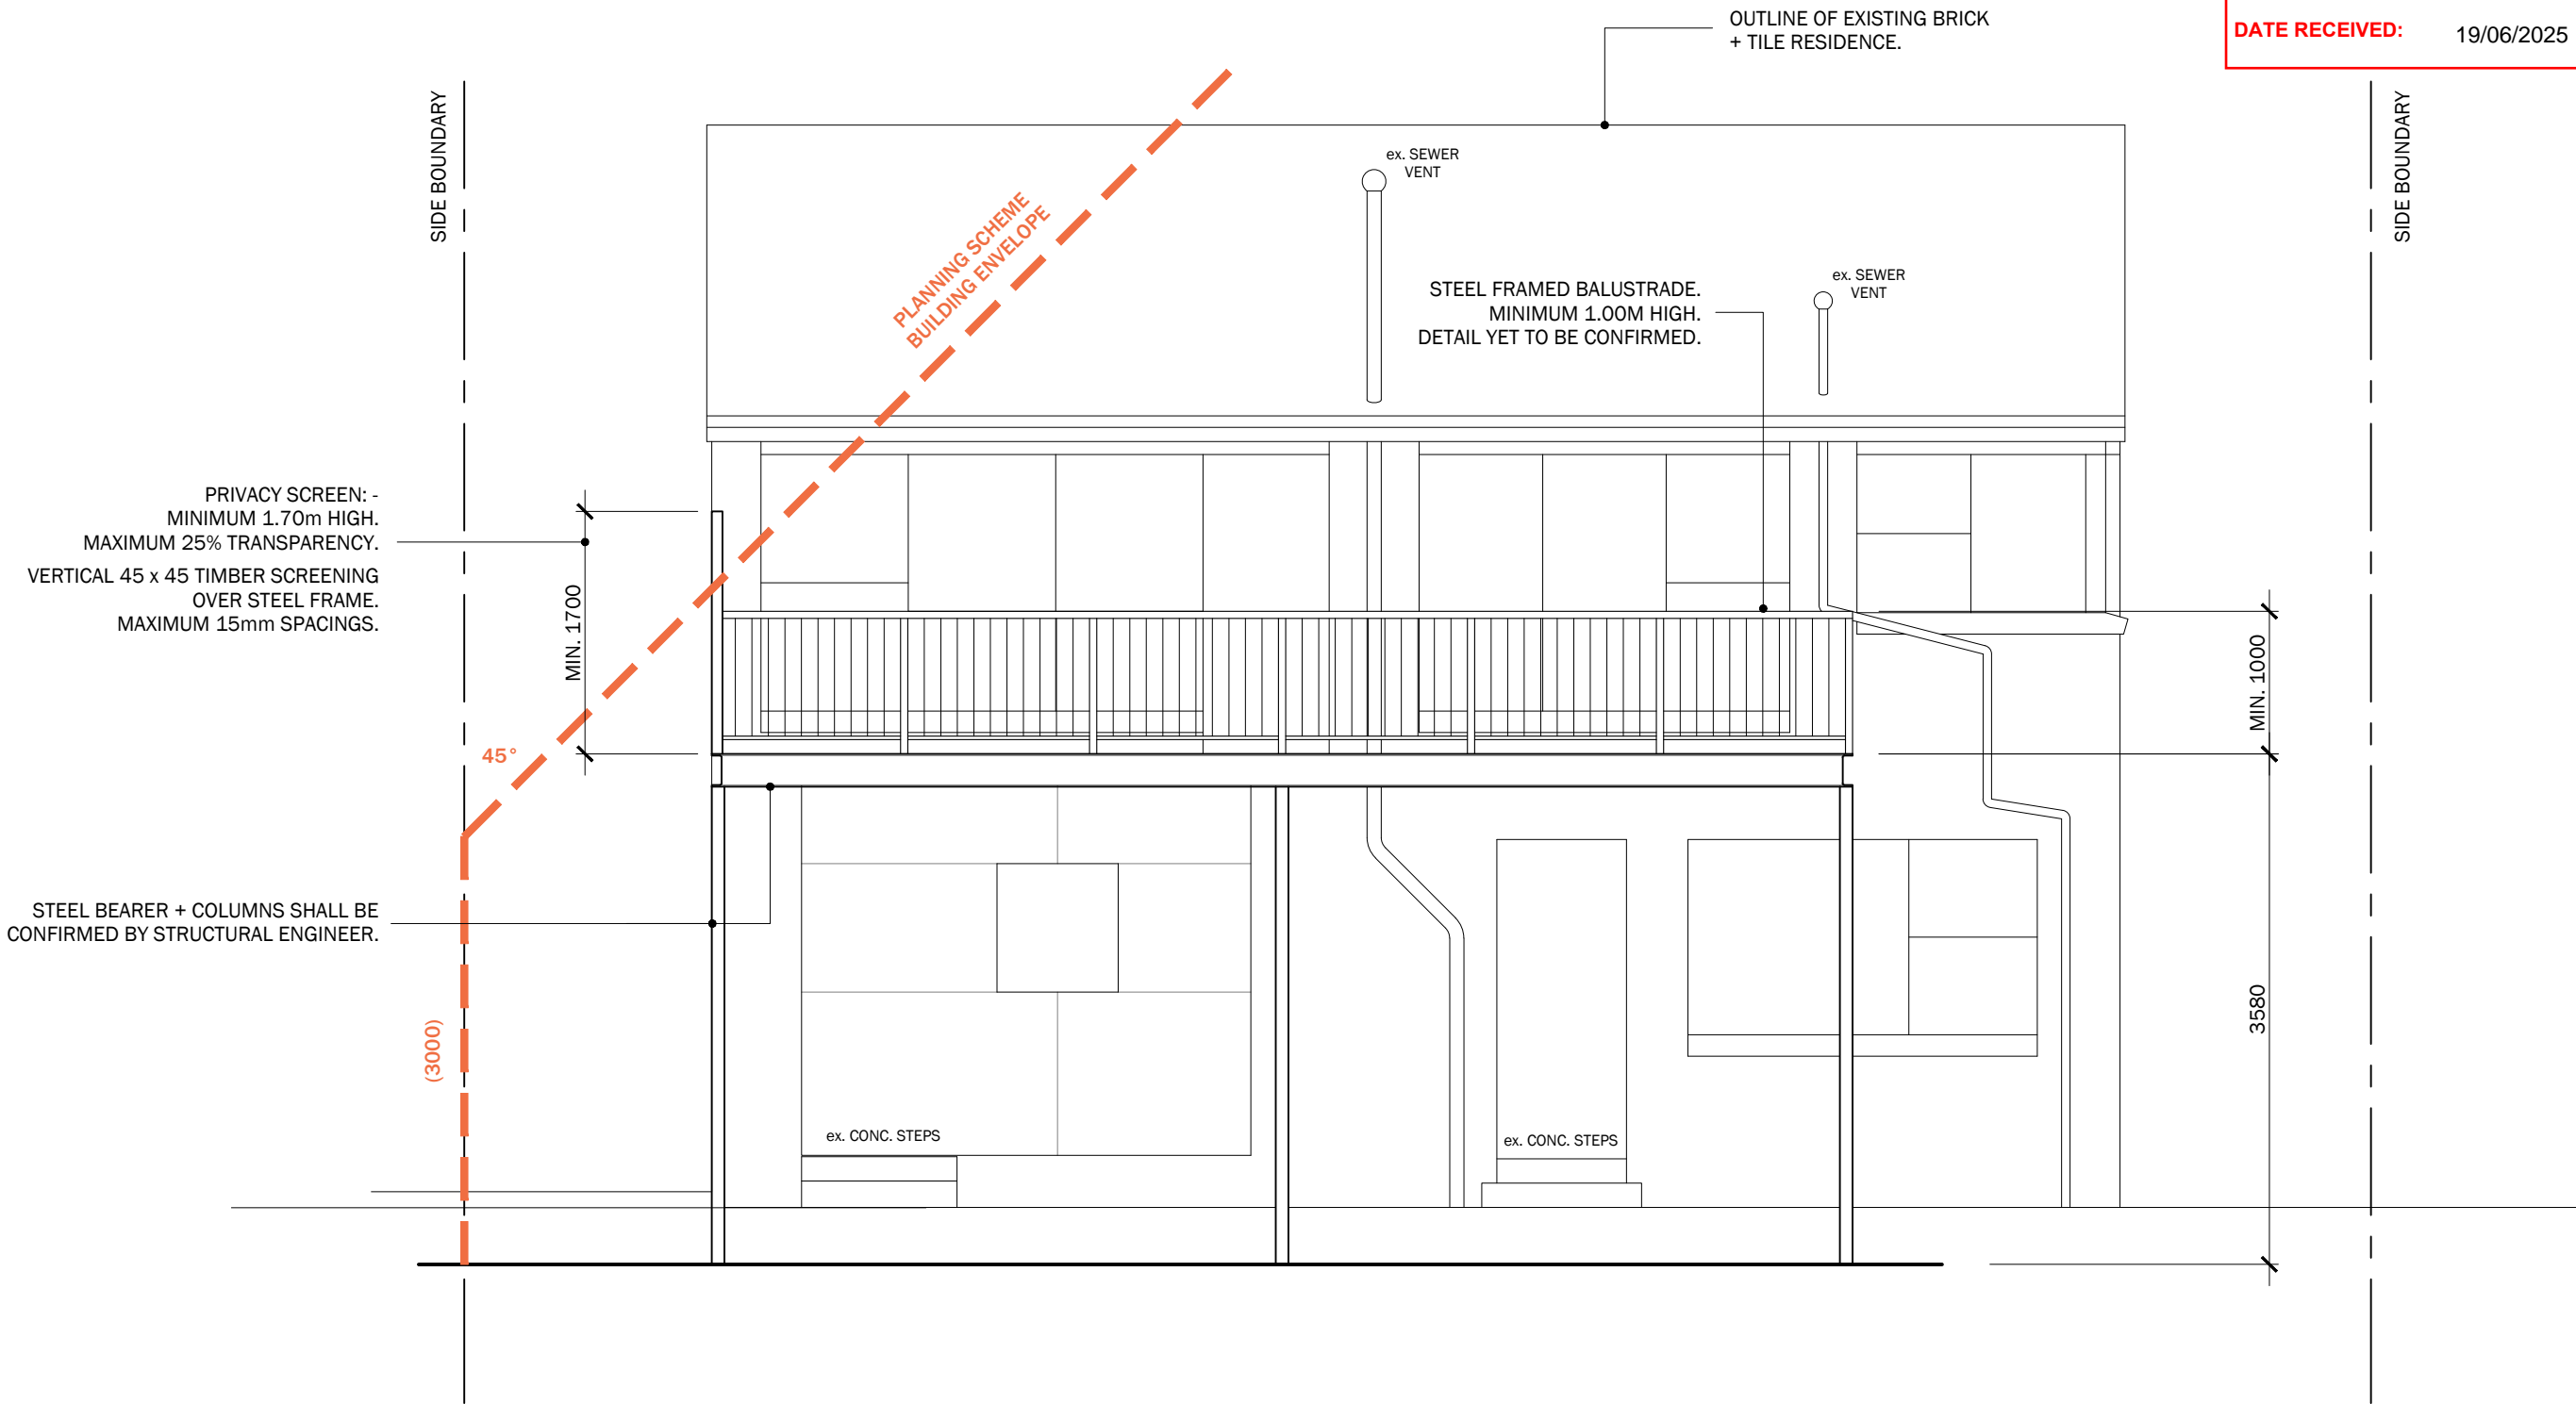 OUTLINE OF EXISTING BRICK
+ TILE RESIDENCE.
DATE RECEIVED: 19/06/2025
SIDE BOUNDARY
SIDE BOUNDARY
ex. SEWER
VENT
PLANNING SCHEME
BUILDING ENVELOPE
ex. SEWER
VENT
STEEL FRAMED BALUSTRADE.
MINIMUM 1.00M HIGH.
DETAIL YET TO BE CONFIRMED.
PRIVACY SCREEN: -
MINIMUM 1.70m HIGH.
MAXIMUM 25% TRANSPARENCY.
VERTICAL 45 x 45 TIMBER SCREENING
OVER STEEL FRAME.
MAXIMUM 15mm SPACINGS.
MIN. 1700
MIN. 1000
45°
STEEL BEARER + COLUMNS SHALL BE
CONFIRMED BY STRUCTURAL ENGINEER.
(3000)
3580
ex. CONC. STEPS
ex. CONC. STEPS